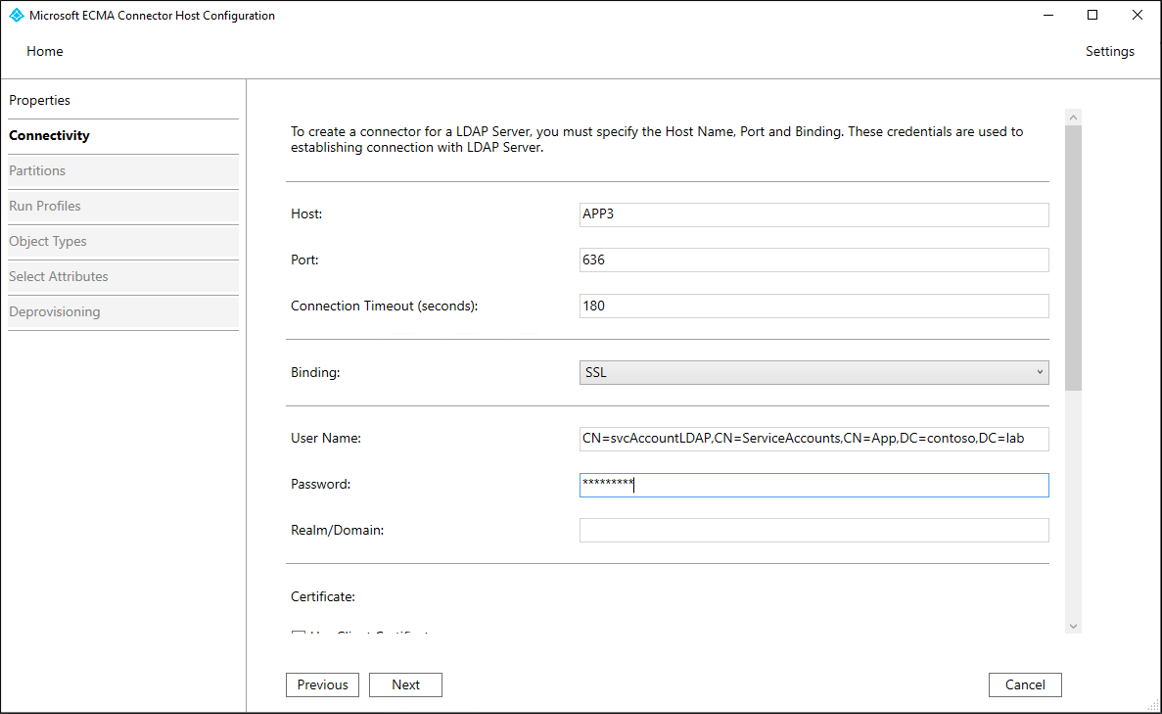 Microsoft ECMA Connector Host Configuration
Home
Settings
Properties
Connectivity
Partitions
Run Profiles
Object Types
Select Attributes
Deprovisioning
To create a connector for a LDAP Server, you must specify the Host Name, Port and Binding. These credentials are used to
establishing connection with LDAP Server.
Host: APP3
Port: 636
Connection Timeout (seconds): 180
Binding: SSL
User Name: CN=svcAccountLDAP,CN=ServiceAccounts,CN=App,DC=contoso,DC=lab
Password: *********
Realm/Domain:
Certificate:
Previous
Next
Cancel